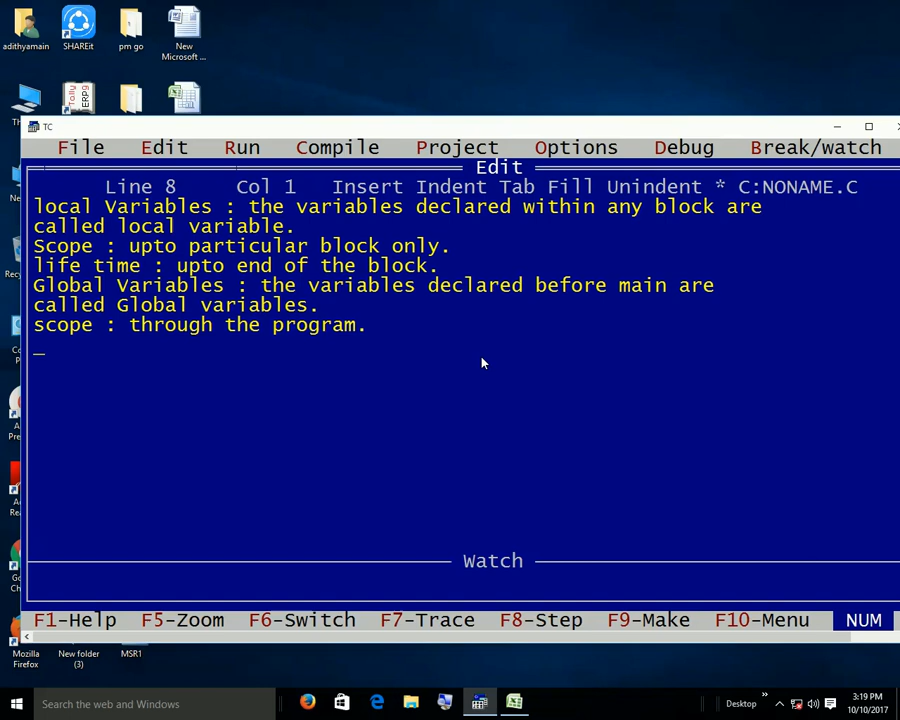 adithyamain
SHAREit
pm go
New
Microsoft ...
Tally
ERP9
TC
File Edit Run Compile Project Options Debug Break/watch
Edit
Line 8 Col 1 Insert Indent Tab Fill Unindent * C:NONAME.C
local Variables : the variables declared within any block are
called local variable.
Scope : upto particular block only.
life time : upto end of the block.
Global Variables : the variables declared before main are
called Global variables.
scope : through the program.
_
Watch
F1-Help F5-Zoom F6-Switch F7-Trace F8-Step F9-Make F10-Menu NUM
Mozilla
Firefox
New folder
(3)
MSR1
Search the web and Windows
Desktop
3:19 PM
10/10/2017